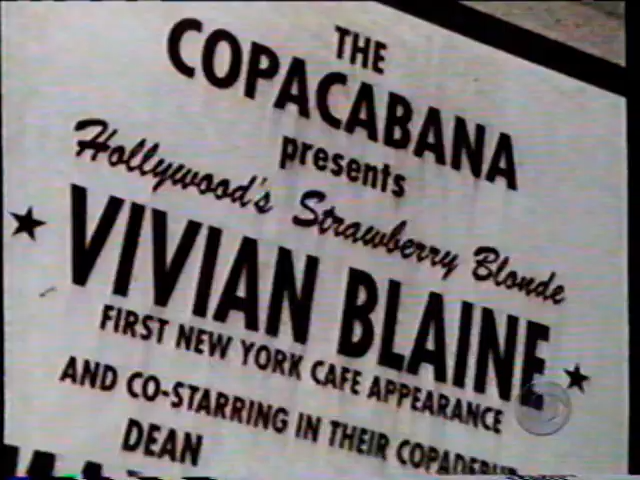 THE
COPACABANA
presents
Hollywood's Strawberry Blonde
VIVIAN BLAINE
FIRST NEW YORK CAFE APPEARANCE
AND CO-STARRING IN THEIR
DEAN